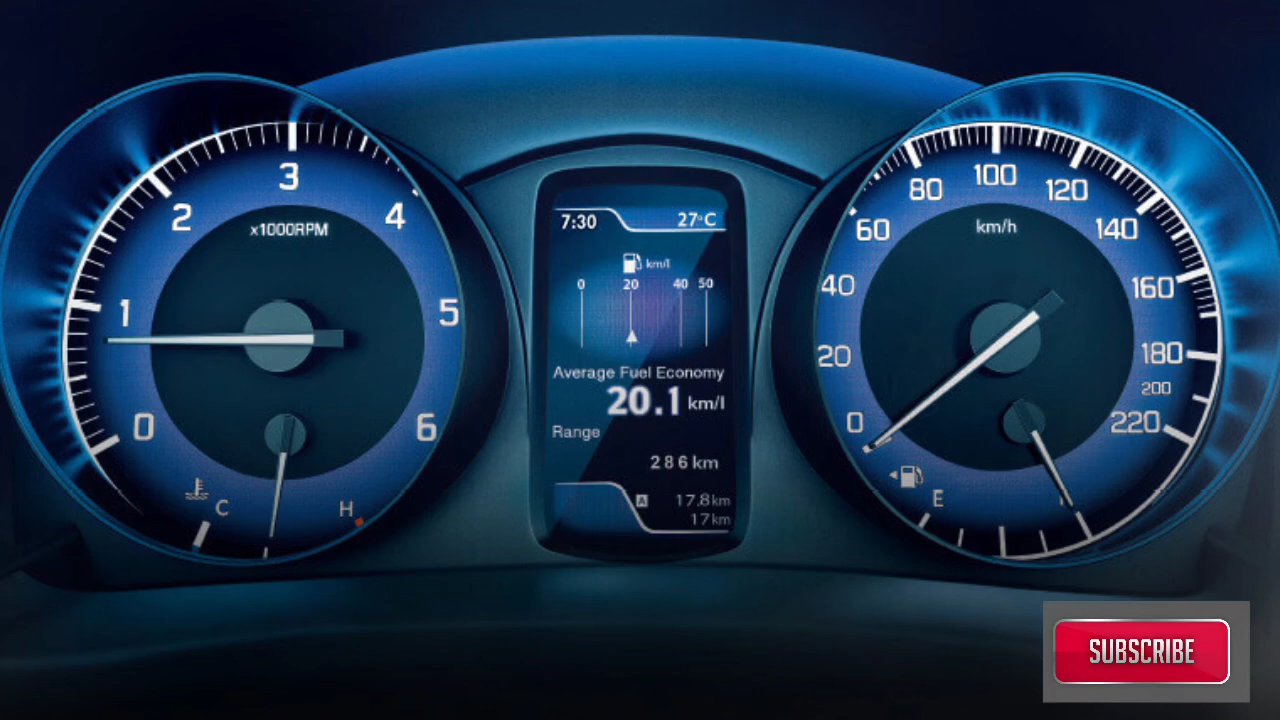 0
1
2
3
4
5
6
x1000RPM
C
H
7:30
27°C
km/l
0 20 40 50
Average Fuel Economy
20.1 km/l
Range
286 km
A 17.8km
17km
0
20
40
60
80
100
120
140
160
180
200
220
km/h
E
SUBSCRIBE